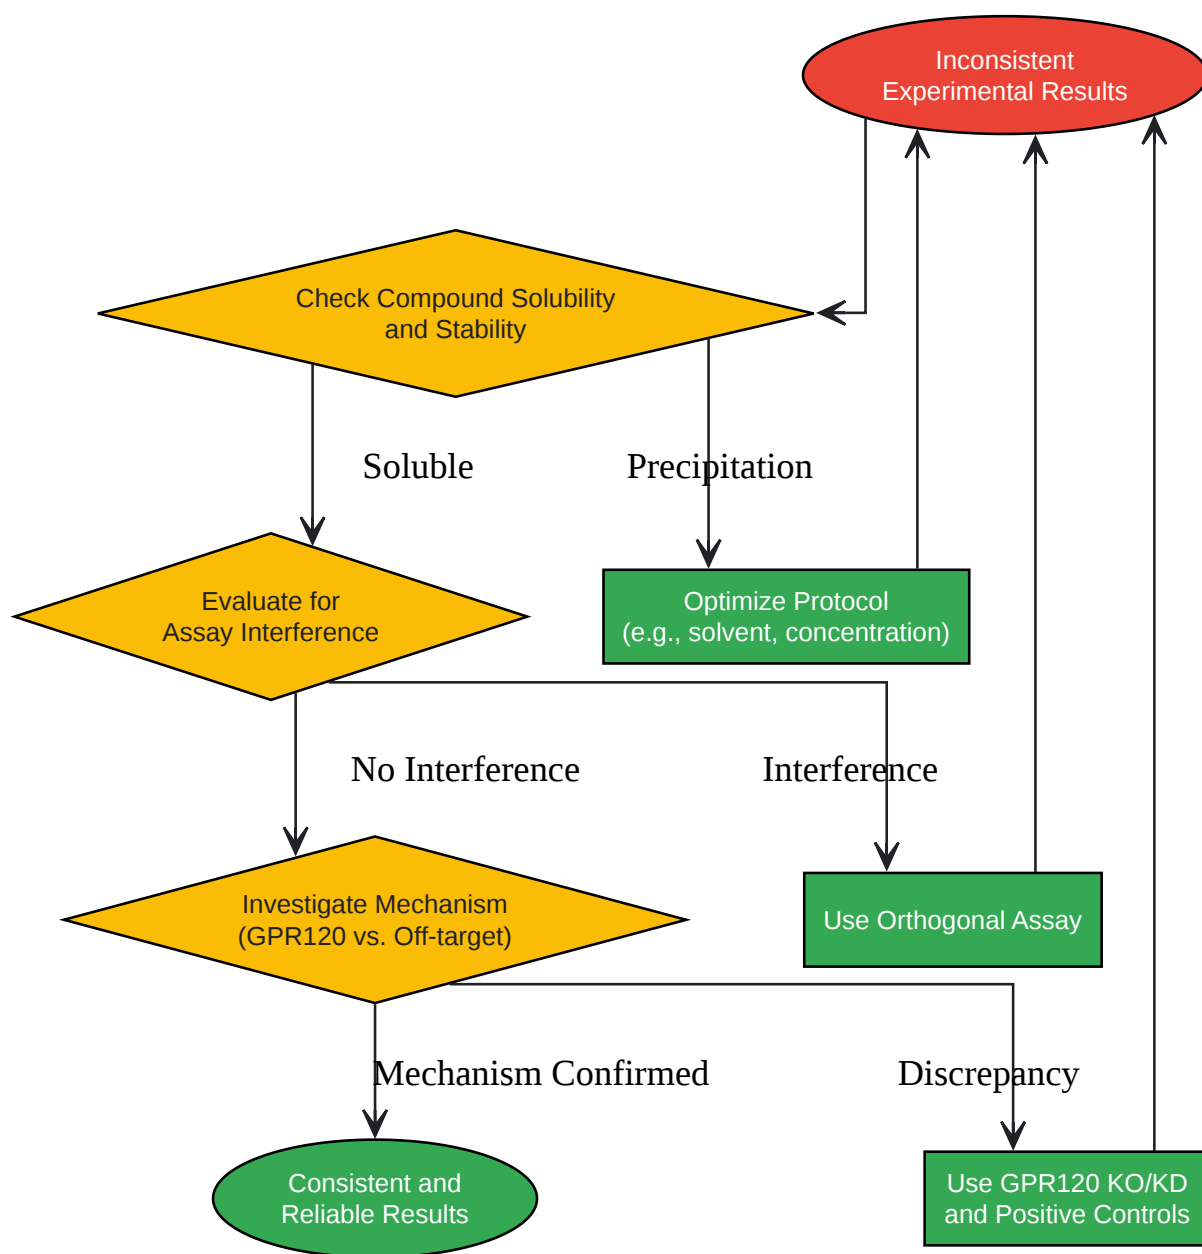 Inconsistent
Experimental Results
Check Compound Solubility
and Stability
Soluble
Precipitation
Evaluate for
Assay Interference
Optimize Protocol
(e.g., solvent, concentration)
No Interference
Interference
Investigate Mechanism
(GPR120 vs. Off-target)
Use Orthogonal Assay
Mechanism Confirmed
Discrepancy
Consistent and
Reliable Results
Use GPR120 KO/KD
and Positive Controls